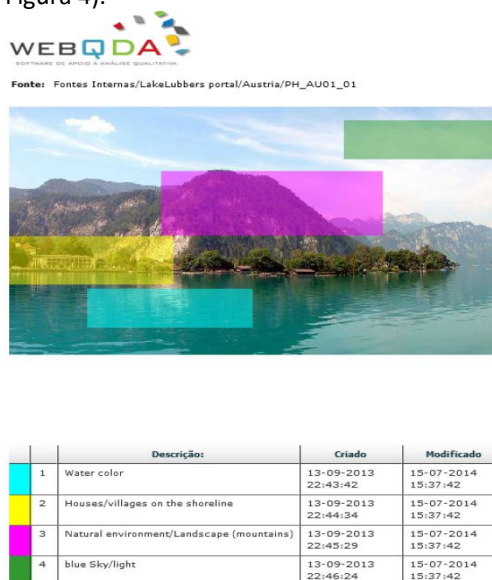 Figura 4).
WEBQDA
SOFTWARE DE APOIO À ANÁLISE QUALITATIVA
Fonte: Fontes Internas/LakeLubbers portal/Austria/PH_AU01_01
Descrição: Criado Modificado
1 Water color 13-09-2013 22:43:42 15-07-2014 15:37:42
2 Houses/villages on the shoreline 13-09-2013 22:44:34 15-07-2014 15:37:42
3 Natural environment/Landscape (mountains) 13-09-2013 22:45:29 15-07-2014 15:37:42
4 blue Sky/light 13-09-2013 22:46:24 15-07-2014 15:37:42